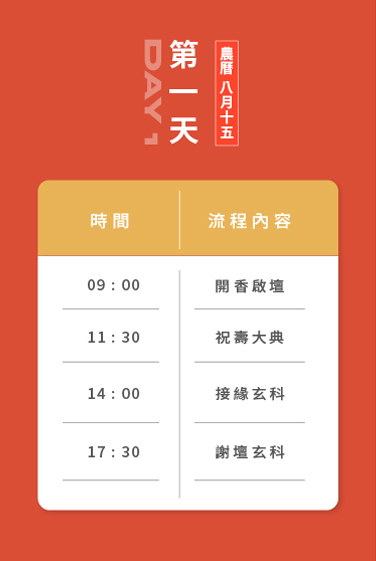 農曆 八月十五
第一天
DAY 1
時間 流程內容
09：00 開香啟壇
11：30 祝壽大典
14：00 接緣玄科
17：30 謝壇玄科